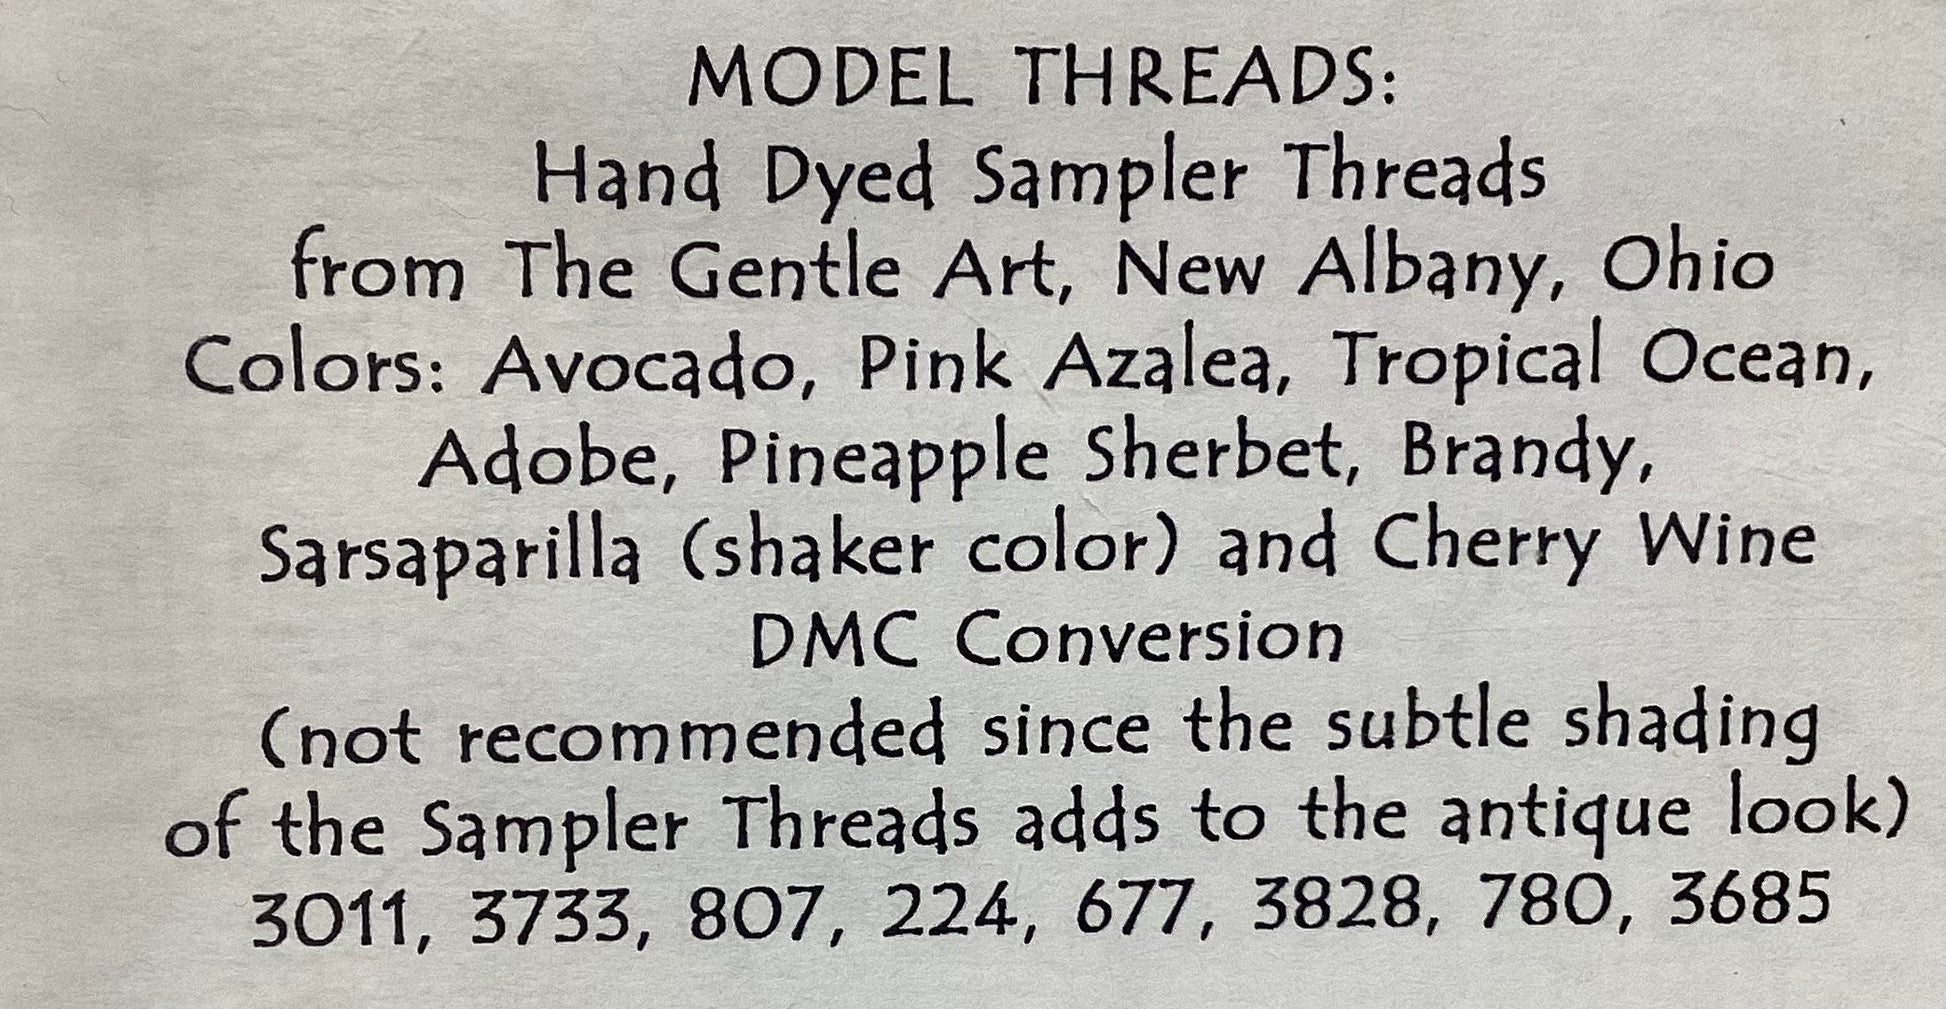 MODEL THREADS:
Hand Dyed Sampler Threads
from The Gentle Art, New Albany, Ohio
Colors: Avocado, Pink Azalea, Tropical Ocean,
Adobe, Pineapple Sherbet, Brandy,
Sarsaparilla (shaker color) and Cherry Wine
DMC Conversion
(not recommended since the subtle shading
of the Sampler Threads adds to the antique look)
3011, 3733, 807, 224, 677, 3828, 780, 3685